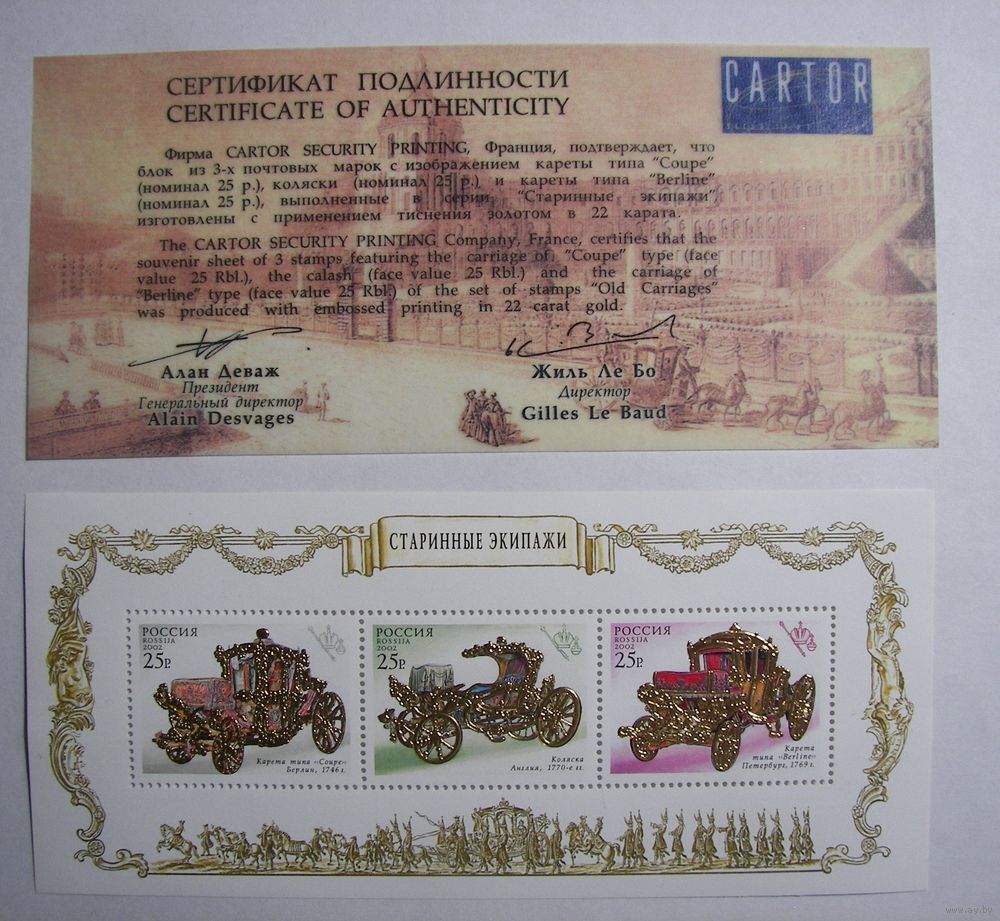 СЕРТИФИКАТ ПОДЛИННОСТИ
CERTIFICATE OF AUTHENTICITY
CARTOR
Фирма CARTOR SECURITY PRINTING, Франция, подтверждает, что
блок из 3-х почтовых марок с изображением кареты типа "Coupe"
(номинал 25 р.), коляски (номинал 25 р.), и кареты типа "Berline"
(номинал 25 р.), выполненные в серии "Старинные экипажи",
изготовлены с применением тиснения золотом в 22 карата.
The CARTOR SECURITY PRINTING Company, France, certifies that the
souvenir sheet of 3 stamps featuring the carriage of "Coupe" type (face
value 25 Rbl.), the calash (face value 25 Rbl.) and the carriage of
"Berline" type (face value 25 Rbl.) of the set of stamps "Old Carriages"
was produced with embossed printing in 22 carat gold.
Алан Деваж
Президент
Генеральный директор
Alain Desvages
Жиль Ле Бо
Директор
Gilles Le Baud
СТАРИННЫЕ ЭКИПАЖИ
РОССИЯ
ROSSIJA
2002
25р.
Карета типа «Coupe»
Берлин, 1746 г.
РОССИЯ
ROSSIJA
2002
25р.
Коляска
Англия, 1770-е гг.
РОССИЯ
ROSSIJA
2002
25р.
Карета
типа «Berline»
Петербург, 1769 г.
www.ay.by